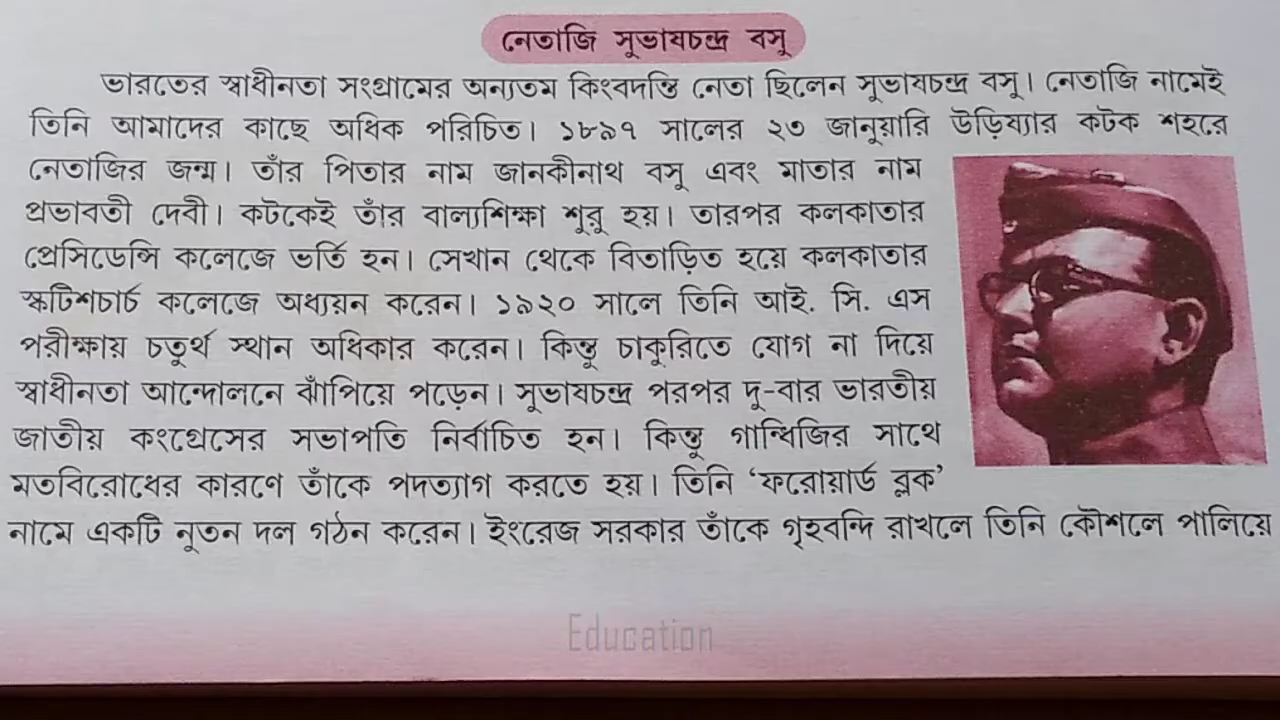 নেতাজি সুভাষচন্দ্র বসু
ভারতের স্বাধীনতা সংগ্রামের অন্যতম কিংবদন্তি নেতা ছিলেন সুভাষচন্দ্র বসু। নেতাজি নামেই
তিনি আমাদের কাছে অধিক পরিচিত। ১৮৯৭ সালের ২৩ জানুয়ারি উড়িষ্যার কটক শহরে
নেতাজির জন্ম। তাঁর পিতার নাম জানকীনাথ বসু এবং মাতার নাম
প্রভাবতী দেবী। কটকেই তাঁর বাল্যশিক্ষা শুরু হয়। তারপর কলকাতার
প্রেসিডেন্সি কলেজে ভর্তি হন। সেখান থেকে বিতাড়িত হয়ে কলকাতার
স্কটিশচার্চ কলেজে অধ্যয়ন করেন। ১৯২০ সালে তিনি আই. সি. এস
পরীক্ষায় চতুর্থ স্থান অধিকার করেন। কিন্তু চাকুরিতে যোগ না দিয়ে
স্বাধীনতা আন্দোলনে ঝাঁপিয়ে পড়েন। সুভাষচন্দ্র পরপর দু-বার ভারতীয়
জাতীয় কংগ্রেসের সভাপতি নির্বাচিত হন। কিন্তু গান্ধিজির সাথে
মতবিরোধের কারণে তাঁকে পদত্যাগ করতে হয়। তিনি ‘ফরোয়ার্ড ব্লক’
নামে একটি নুতন দল গঠন করেন। ইংরেজ সরকার তাঁকে গৃহবন্দি রাখলে তিনি কৌশলে পালিয়ে
Education